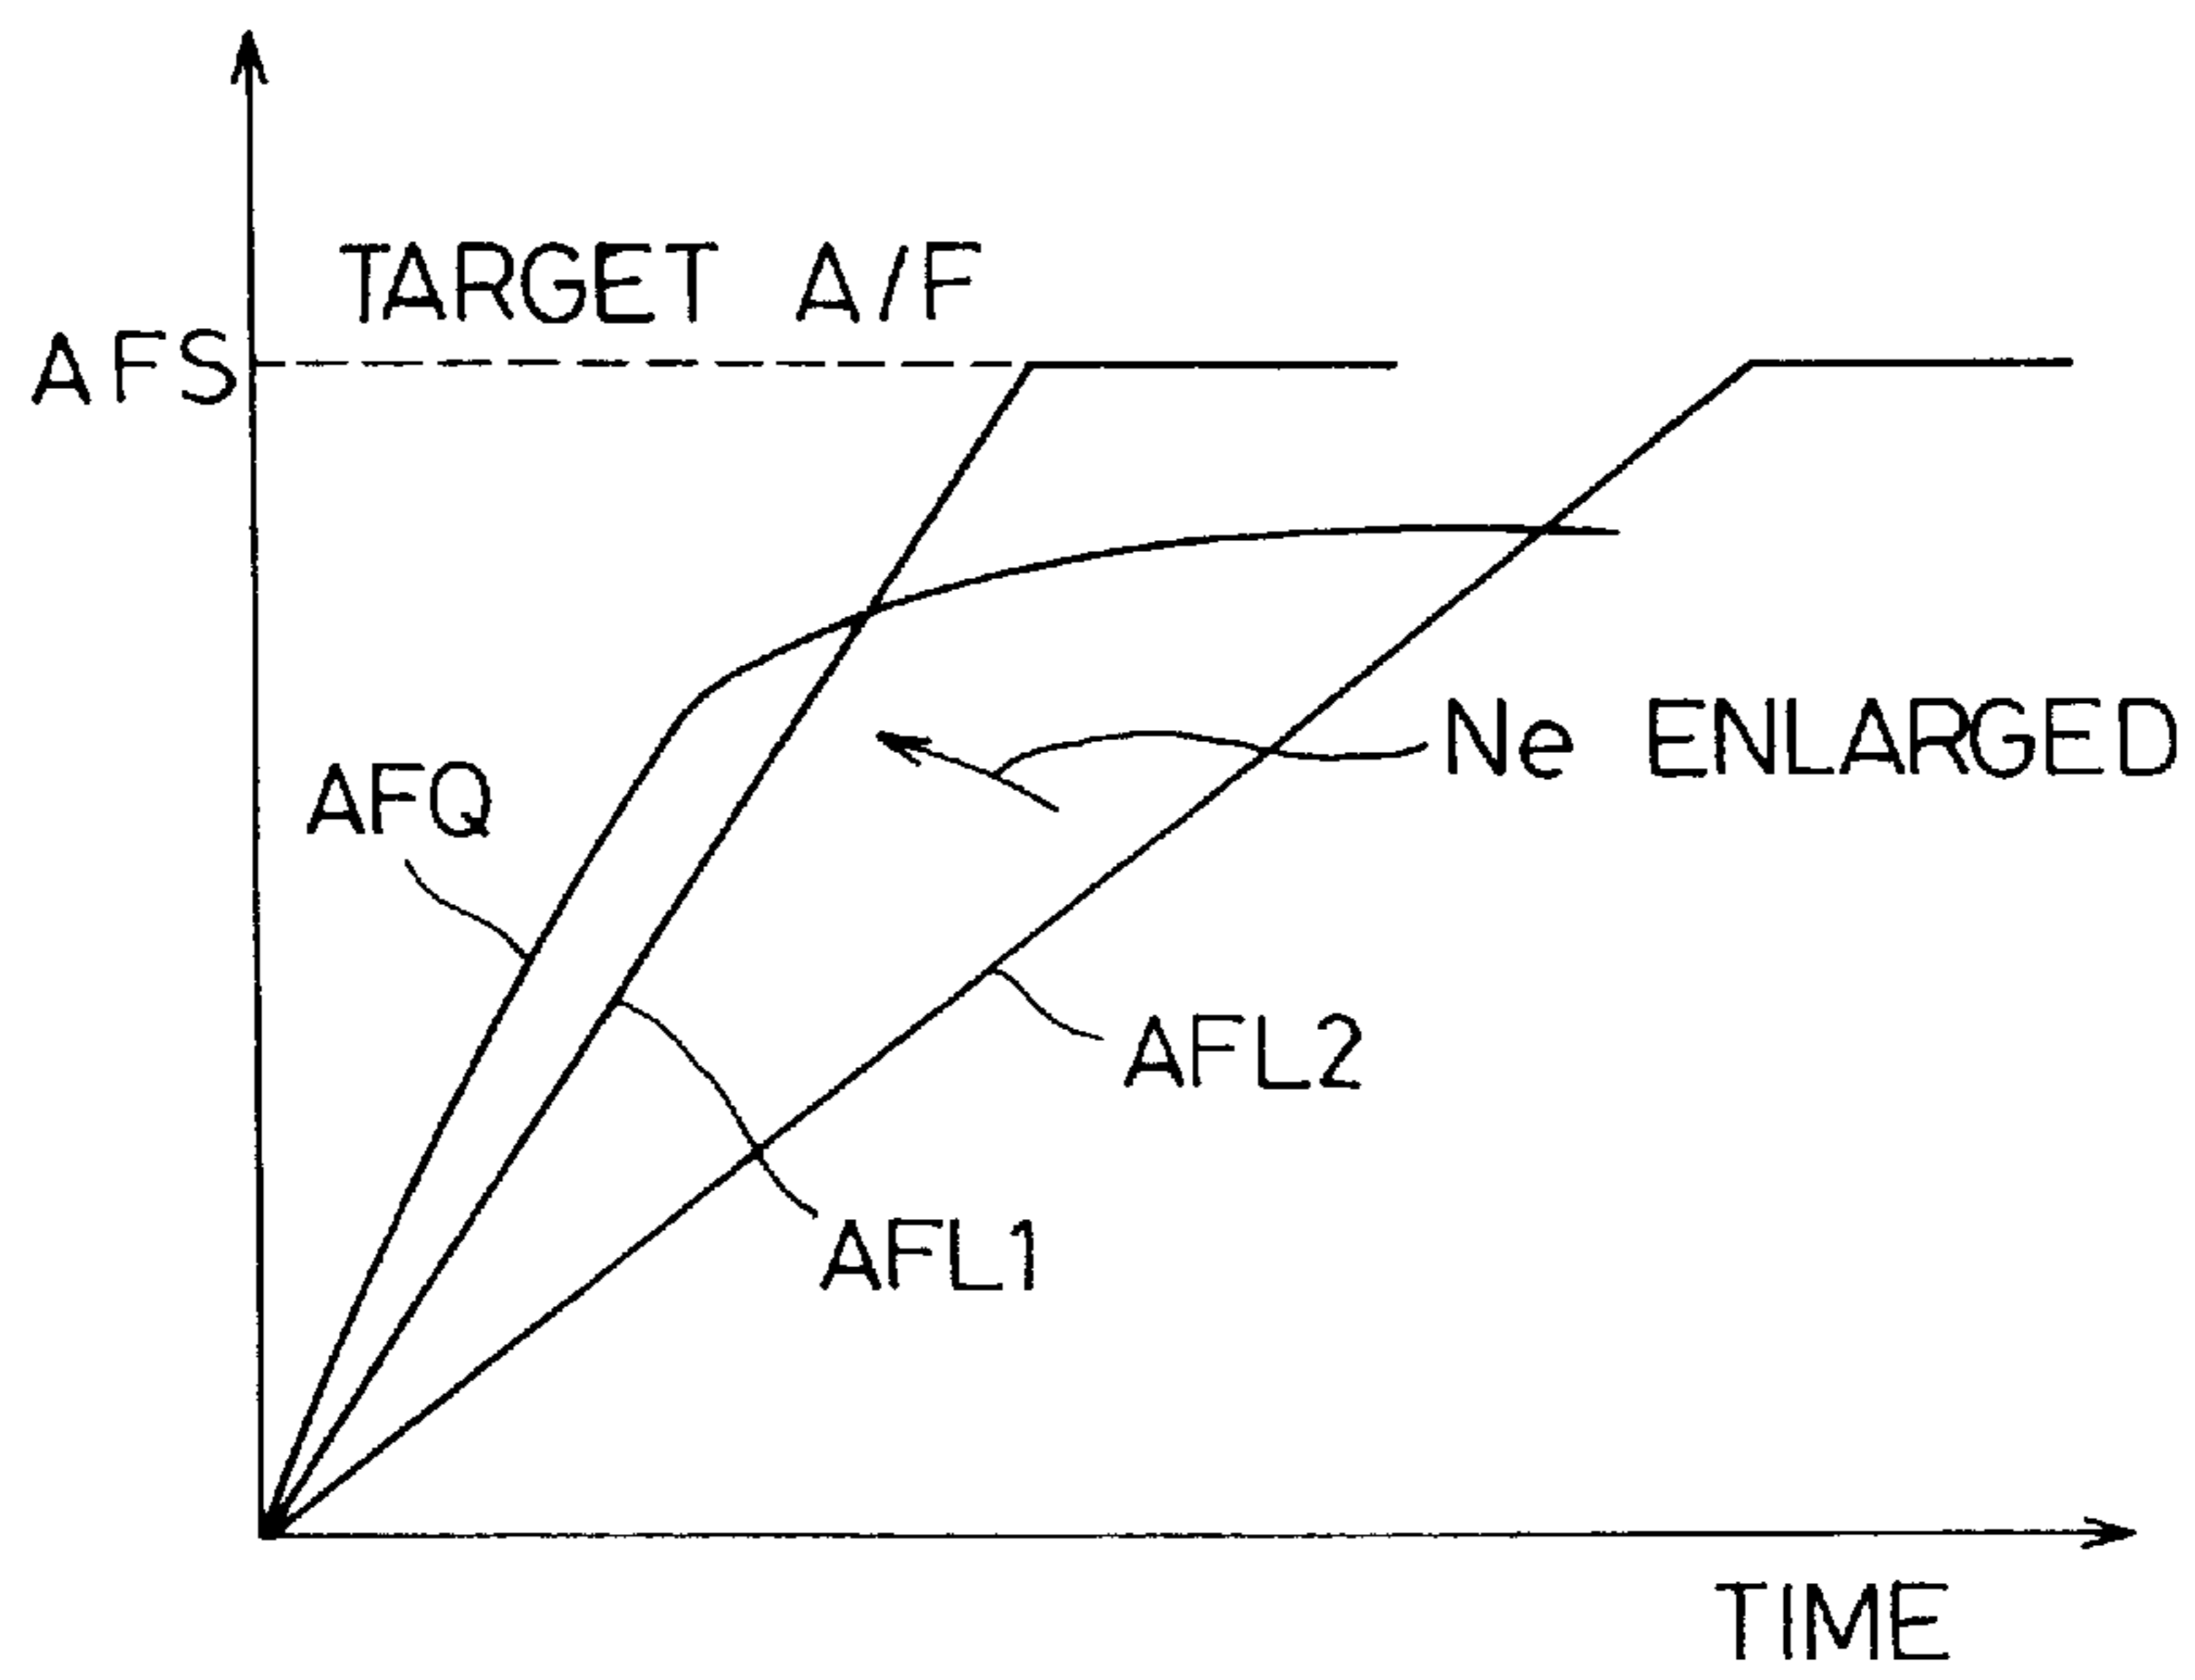 TARGET A/F
AFS
Ne ENLARGED
AFQ
AFL2
AFL1
TIME